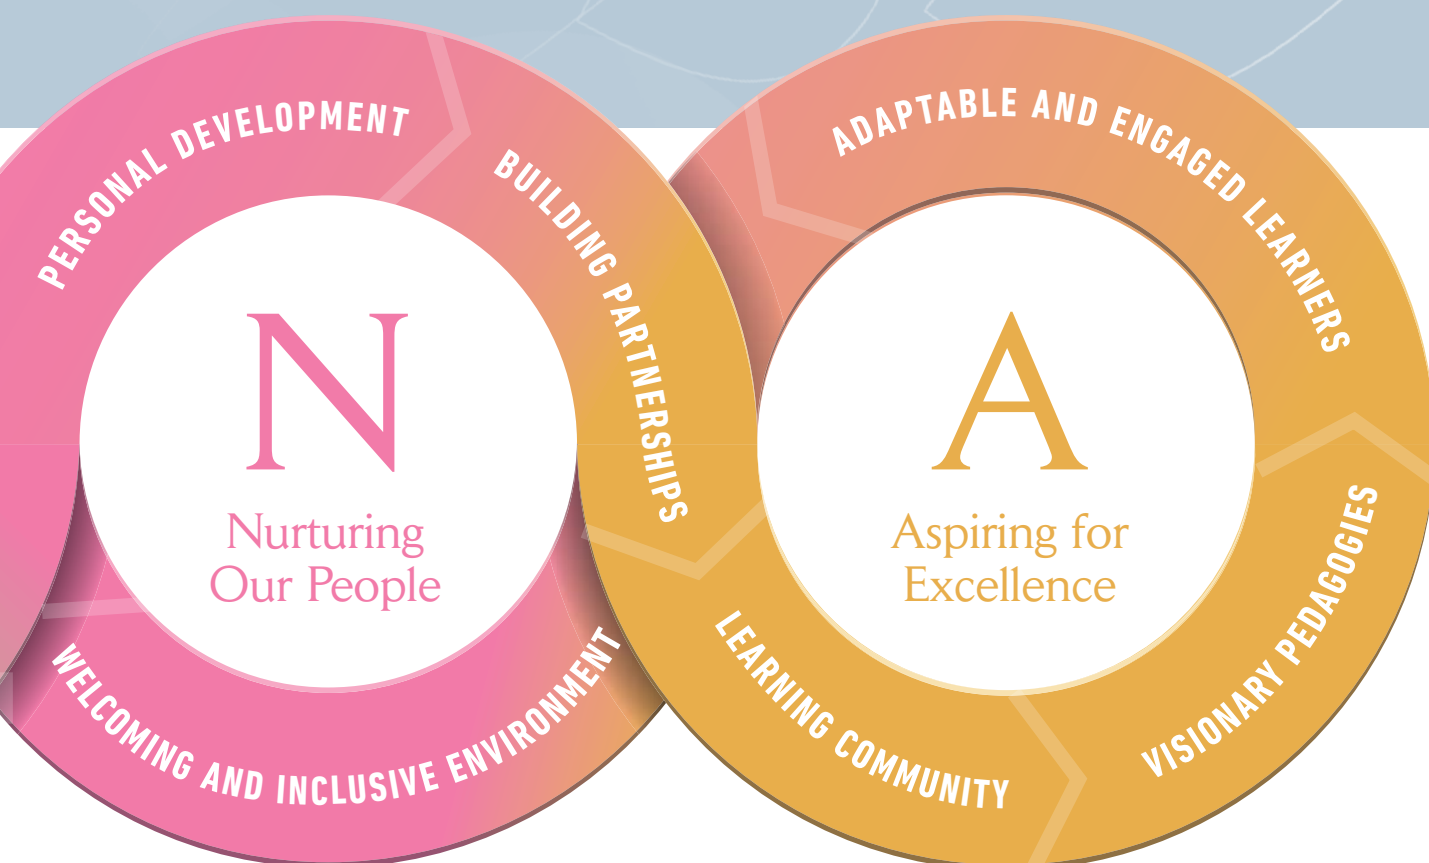 PERSONAL DEVELOPMENT
BUILDING PARTNERSHIPS
N
Nurturing
Our People
WELCOMING AND INCLUSIVE ENVIRONMENT
ADAPTABLE AND ENGAGED LEARNERS
A
Aspiring for
Excellence
LEARNING COMMUNITY
VISIONARY PEDAGOGIES